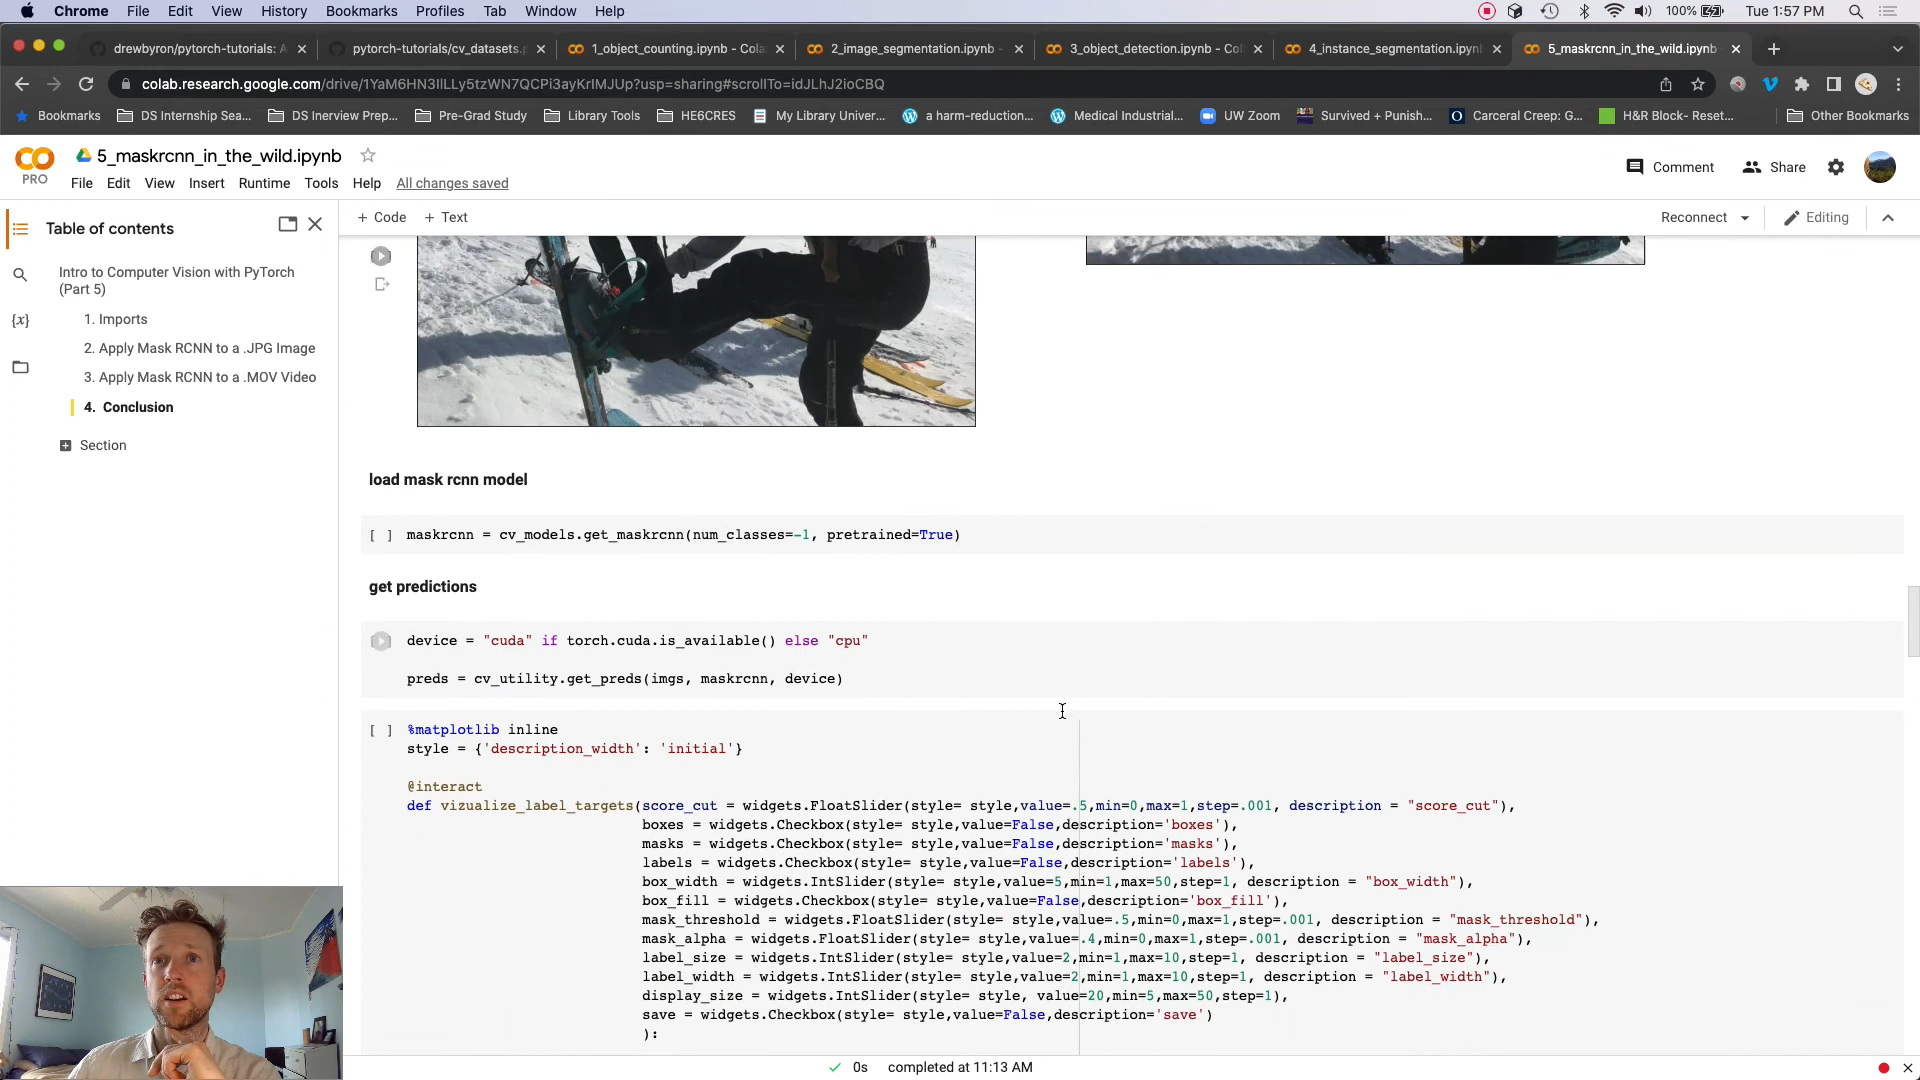 Chrome File Edit View History Bookmarks Profiles Tab Window Help 100% Tue 1:57 PM
drewbyron/pytorch-tutorials: A pytorch-tutorials/cv_datasets.p 1_object_counting.ipynb - Cola 2_image_segmentation.ipynb - 3_object_detection.ipynb - Col 4_instance_segmentation.ipyn 5_maskrcnn_in_the_wild.ipynb
colab.research.google.com/drive/1YaM6HN3IlLLy5tzWN7QCPi3ayKrIMJUp?usp=sharing#scrollTo=idJLhJ2ioCBQ
Bookmarks DS Internship Sea... DS Inerview Prep... Pre-Grad Study Library Tools HE6CRES My Library Univer... a harm-reduction... Medical Industrial... UW Zoom Survived + Punish... Carceral Creep: G... H&R Block- Reset... Other Bookmarks
5_maskrcnn_in_the_wild.ipynb
PRO
File Edit View Insert Runtime Tools Help All changes saved
Comment Share
+ Code + Text
Reconnect Editing
Table of contents
Intro to Computer Vision with PyTorch
(Part 5)
1. Imports
2. Apply Mask RCNN to a .JPG Image
3. Apply Mask RCNN to a .MOV Video
4. Conclusion
Section
{x}
load mask rcnn model
[ ] maskrcnn = cv_models.get_maskrcnn(num_classes=-1, pretrained=True)
get predictions
device = "cuda" if torch.cuda.is_available() else "cpu"
preds = cv_utility.get_preds(imgs, maskrcnn, device)
[ ] %matplotlib inline
style = {'description_width': 'initial'}
@interact
def vizualize_label_targets(score_cut = widgets.FloatSlider(style= style,value=.5,min=0,max=1,step=.001, description = "score_cut"),
boxes = widgets.Checkbox(style= style,value=False,description='boxes'),
masks = widgets.Checkbox(style= style,value=False,description='masks'),
labels = widgets.Checkbox(style= style,value=False,description='labels'),
box_width = widgets.IntSlider(style= style,value=5,min=1,max=50,step=1, description = "box_width"),
box_fill = widgets.Checkbox(style= style,value=False,description='box_fill'),
mask_threshold = widgets.FloatSlider(style= style,value=.5,min=0,max=1,step=.001, description = "mask_threshold"),
mask_alpha = widgets.FloatSlider(style= style,value=.4,min=0,max=1,step=.001, description = "mask_alpha"),
label_size = widgets.IntSlider(style= style,value=2,min=1,max=10,step=1, description = "label_size"),
label_width = widgets.IntSlider(style= style,value=2,min=1,max=10,step=1, description = "label_width"),
display_size = widgets.IntSlider(style= style, value=20,min=5,max=50,step=1),
save = widgets.Checkbox(style= style,value=False,description='save')
):
0s completed at 11:13 AM